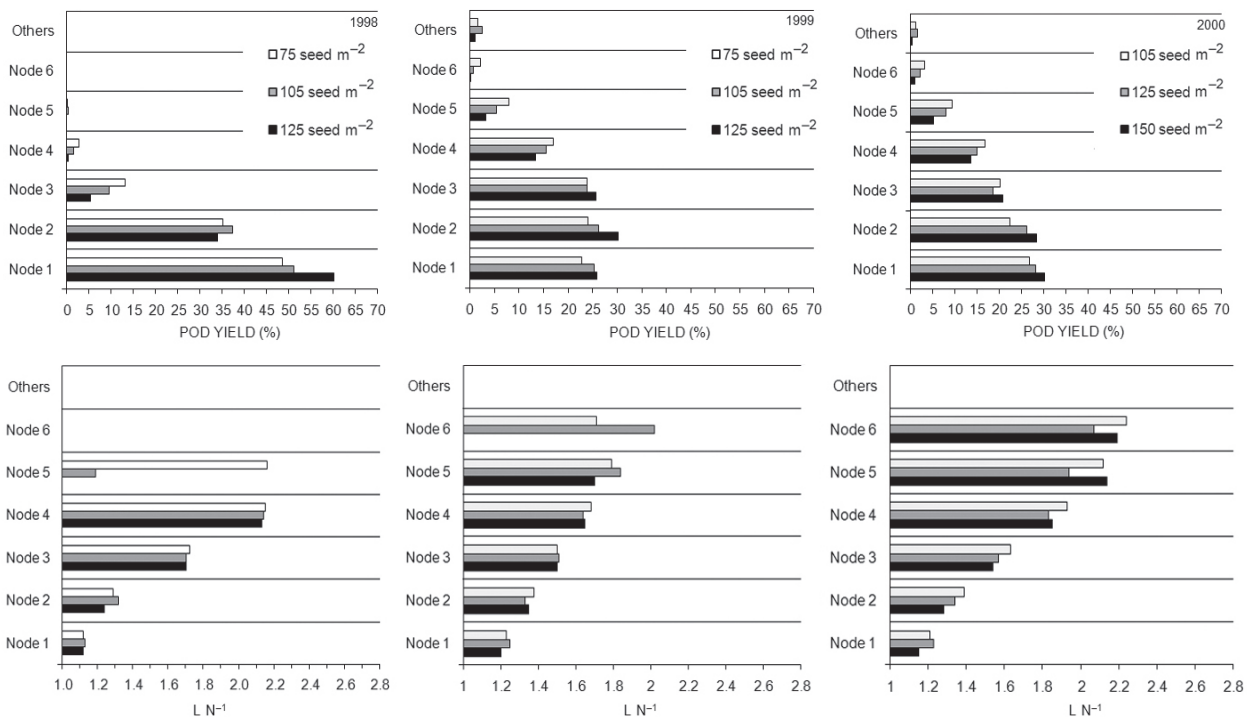 1998
Others
Node 6
Node 5
Node 4
Node 3
Node 2
Node 1
75 seed m⁻²
105 seed m⁻²
125 seed m⁻²
0 5 15 20 25 30 35 40 45 50 55 60 65 70
POD YIELD (%)
1999
Others
Node 6
Node 5
Node 4
Node 3
Node 2
Node 1
75 seed m⁻²
105 seed m⁻²
125 seed m⁻²
0 5 10 15 20 25 30 35 60 65 70
POD YIELD (%)
2000
Others
Node 6
Node 5
Node 4
Node 3
Node 2
Node 1
105 seed m⁻²
125 seed m⁻²
150 seed m⁻²
0 5 10 15 20 25 30 35 60 65 70
POD YIELD (%)
Others
Node 6
Node 5
Node 4
Node 3
Node 2
Node 1
1.0 1.2 1.4 1.6 1.8 2.0 2.2 2.4 2.6 2.8
L N⁻¹
Others
Node 6
Node 5
Node 4
Node 3
Node 2
Node 1
1 1.2 1.4 1.6 1.8 2 2.2 2.4 2.6 2.8
L N⁻¹
Others
Node 6
Node 5
Node 4
Node 3
Node 2
Node 1
1 1.2 1.4 1.6 1.8 2 2.2 2.4 2.6 2.8
L N⁻¹